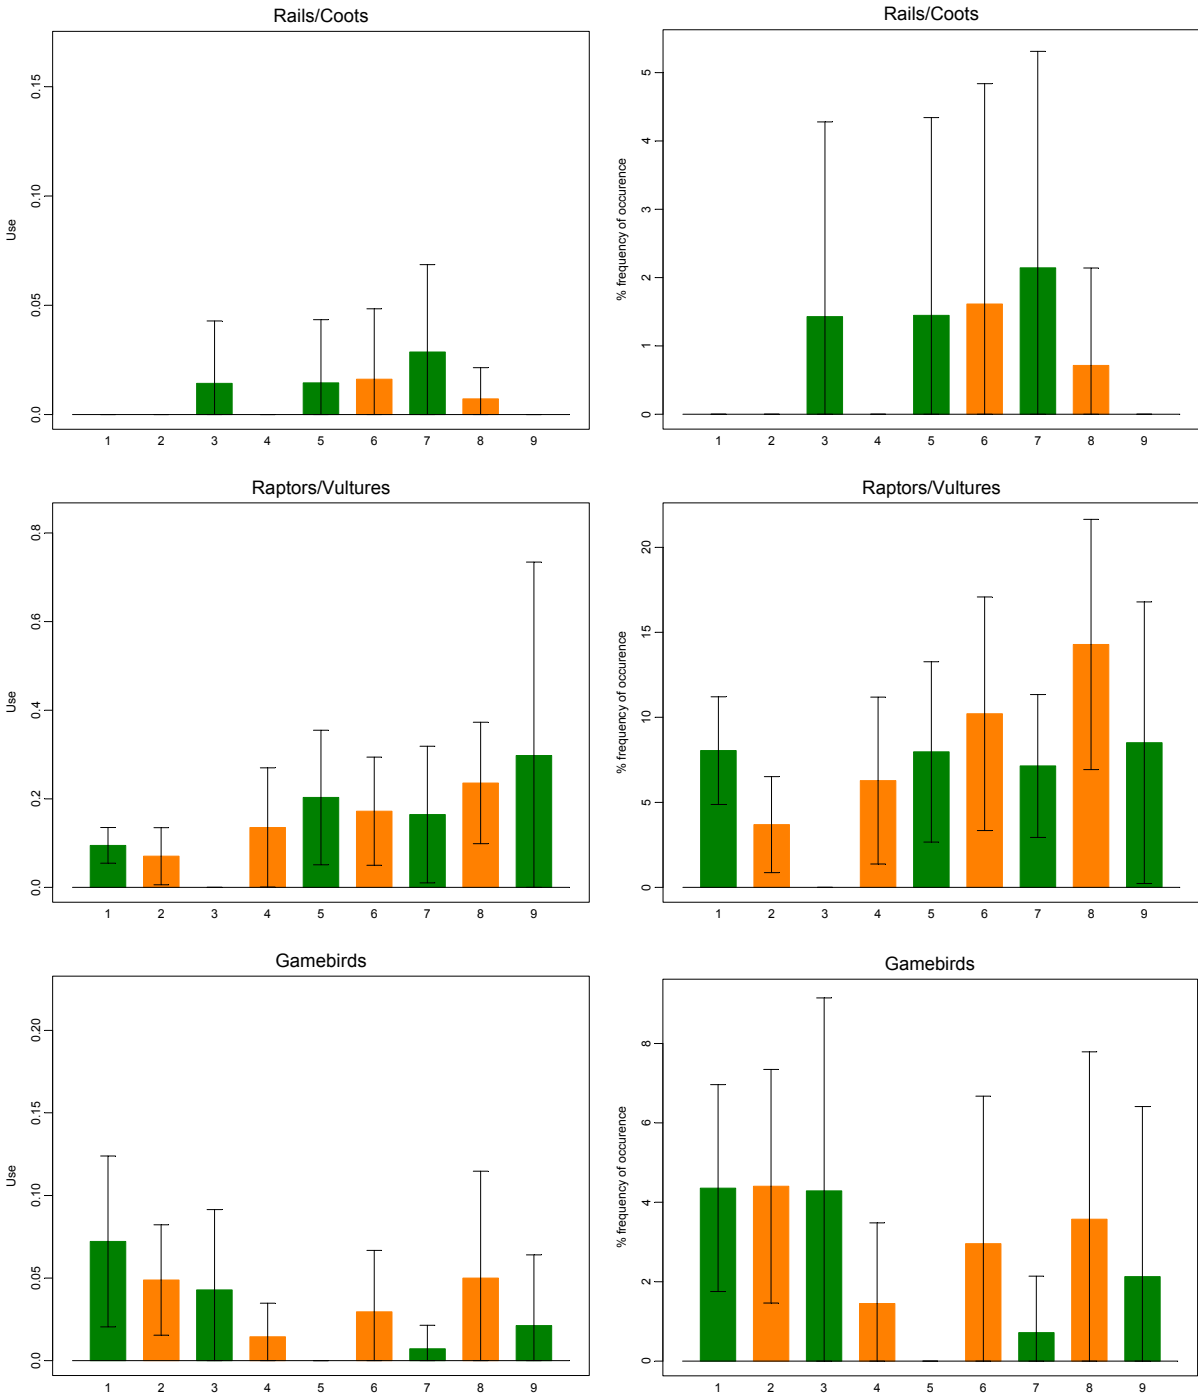 Rails/Coots
Use
0.15
0.10
0.05
0.0
1 2 3 4 5 6 7 8 9
Rails/Coots
% frequency of occurence
5
4
3
2
1
0
1 2 3 4 5 6 7 8 9
Raptors/Vultures
Use
0.8
0.6
0.4
0.2
0.0
1 2 3 4 5 6 7 8 9
Raptors/Vultures
% frequency of occurence
20
15
10
5
0
1 2 3 4 5 6 7 8 9
Gamebirds
Use
0.20
0.15
0.10
0.05
0.0
1 2 3 4 5 6 7 8 9
Gamebirds
% frequency of occurence
8
6
4
2
0
1 2 3 4 5 6 7 8 9